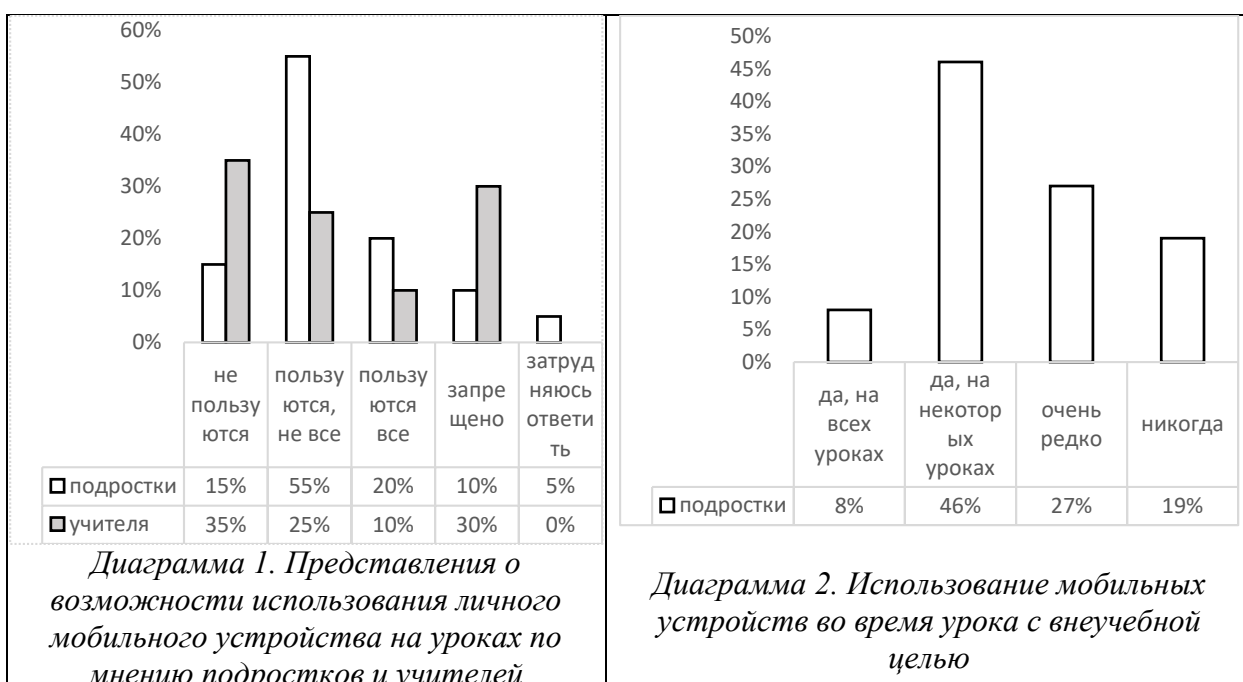 60%
50%
40%
30%
20%
10%
0%
не
пользу
ются
пользу
ются,
не все
пользу
ются
все
запре
щено
затруд
няюсь
ответи
ть
подростки 15% 55% 20% 10% 5%
учителя 35% 25% 10% 30% 0%
Диаграмма 1. Представления о
возможности использования личного
мобильного устройства на уроках по
мнению подростков и учителей
50%
45%
40%
35%
30%
25%
20%
15%
10%
5%
0%
да, на
всех
уроках
да, на
некотор
ых
уроках
очень
редко
никогда
подростки 8% 46% 27% 19%
Диаграмма 2. Использование мобильных
устройств во время урока с внеучебной
целью